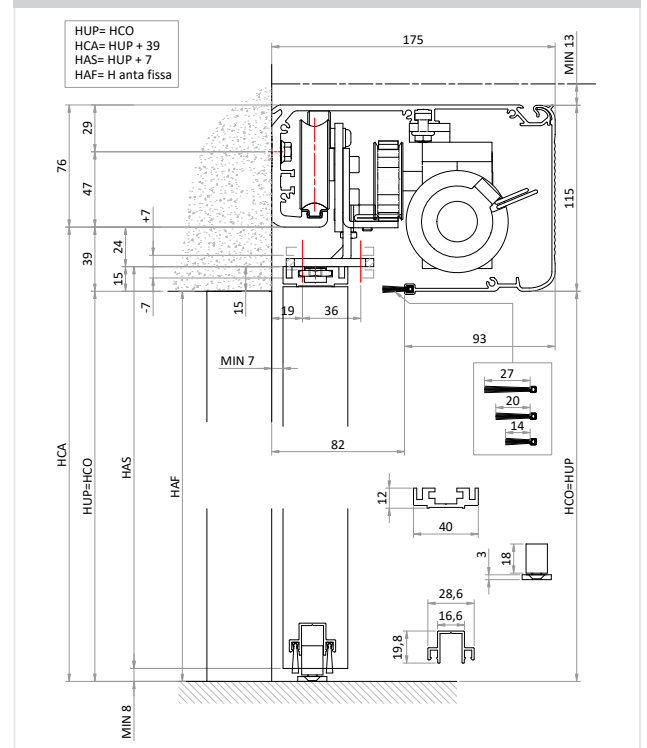 HUP= HCO
HCA= HUP + 39
HAS= HUP + 7
HAF= H anta fissa
175
MIN 13
29
76
47
+7
24
39
15
-7
15
115
19
36
93
MIN 7
27
20
14
82
HCA
HUP=HCO
HAS
HAF
HCO=HUP
12
40
3
18
28,6
16,6
19,8
MIN 8